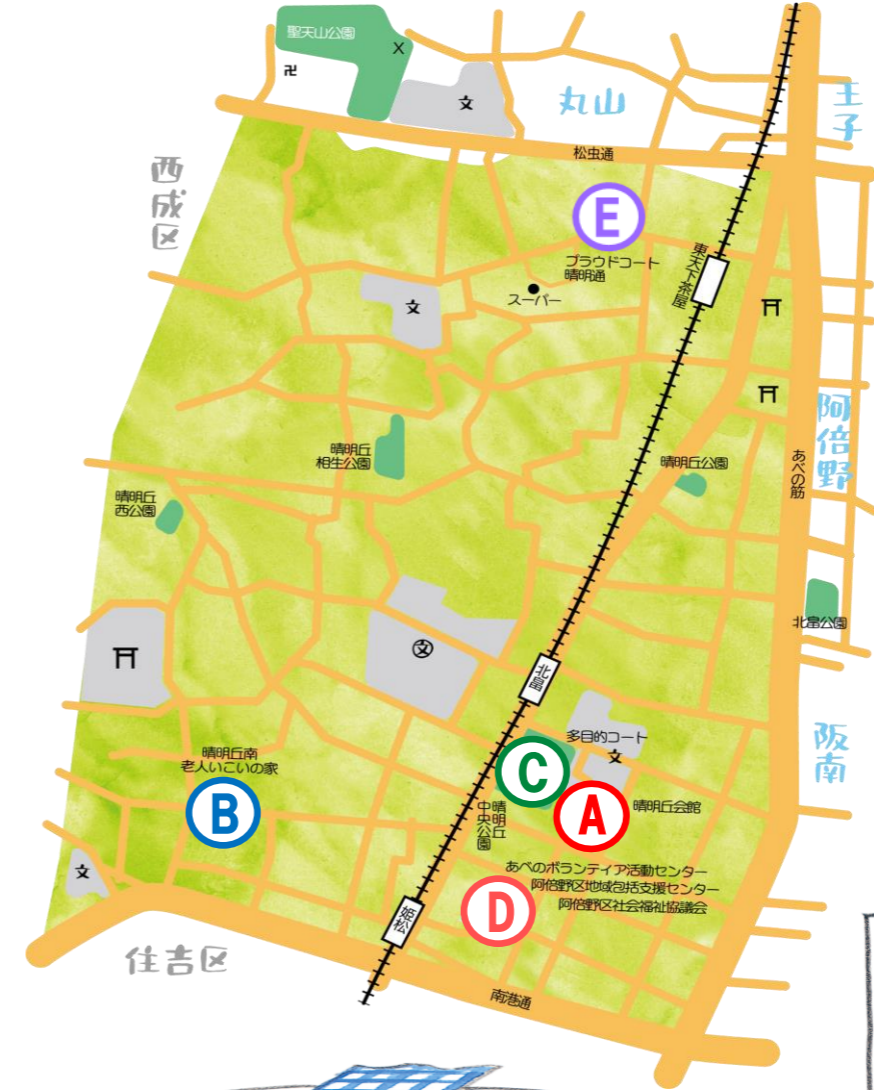 聖天山公園
X
卍
文
丸山
王子
松虫通
西成区
E
東天下茶屋
プラウドコート
晴明通
スーパー
文
阿倍野
晴明丘
相生公園
晴明丘公園
あべの筋
晴明丘
西公園
北畠公園
文
北畠
多目的コート
文
阪南
晴明丘南
老人いこいの家
C
B
A
晴明丘会館
晴明丘
中央公園
あべのボランティア活動センター
阿倍野区地域包括支援センター
阿倍野区社会福祉協議会
D
文
姫松
住吉区
南港通